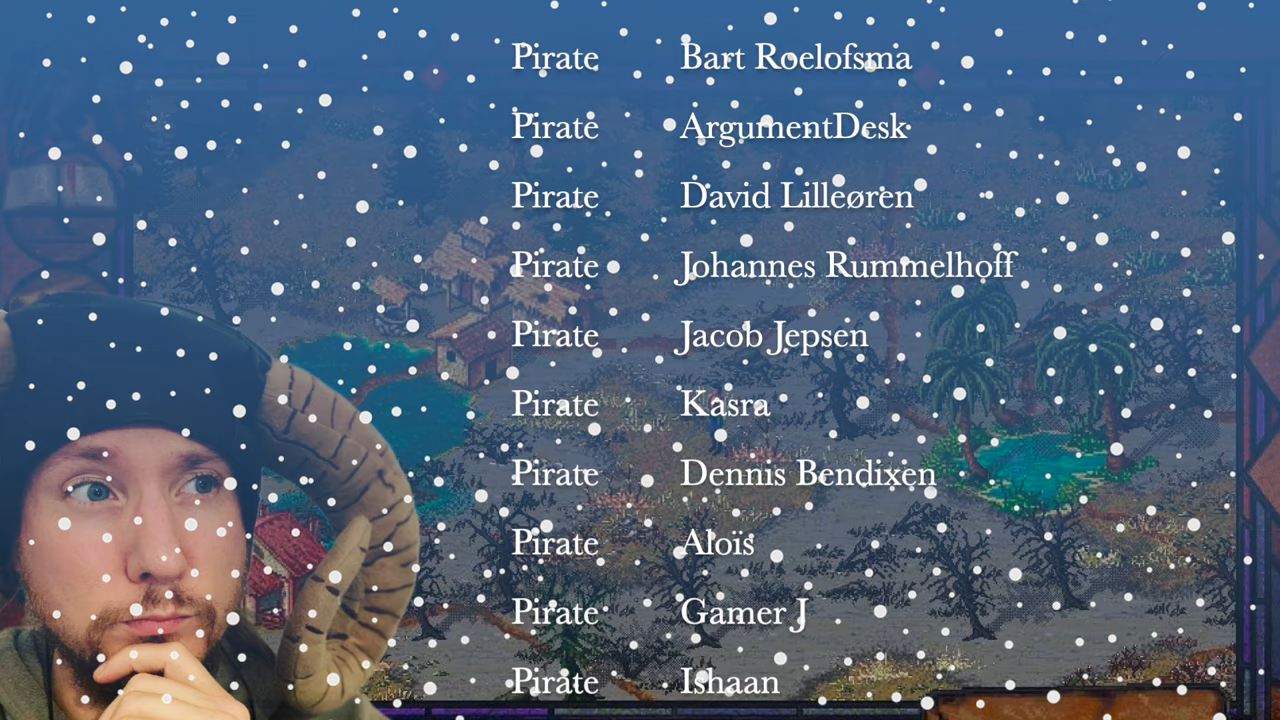 Pirate Bart Roelofsma
Pirate ArgumentDesk
Pirate David Lilleøren
Pirate Johannes Rummelhoff
Pirate Jacob Jepsen
Pirate Kasra
Pirate Dennis Bendixen
Pirate Aloïs
Pirate Gamer J
Pirate Ishaan